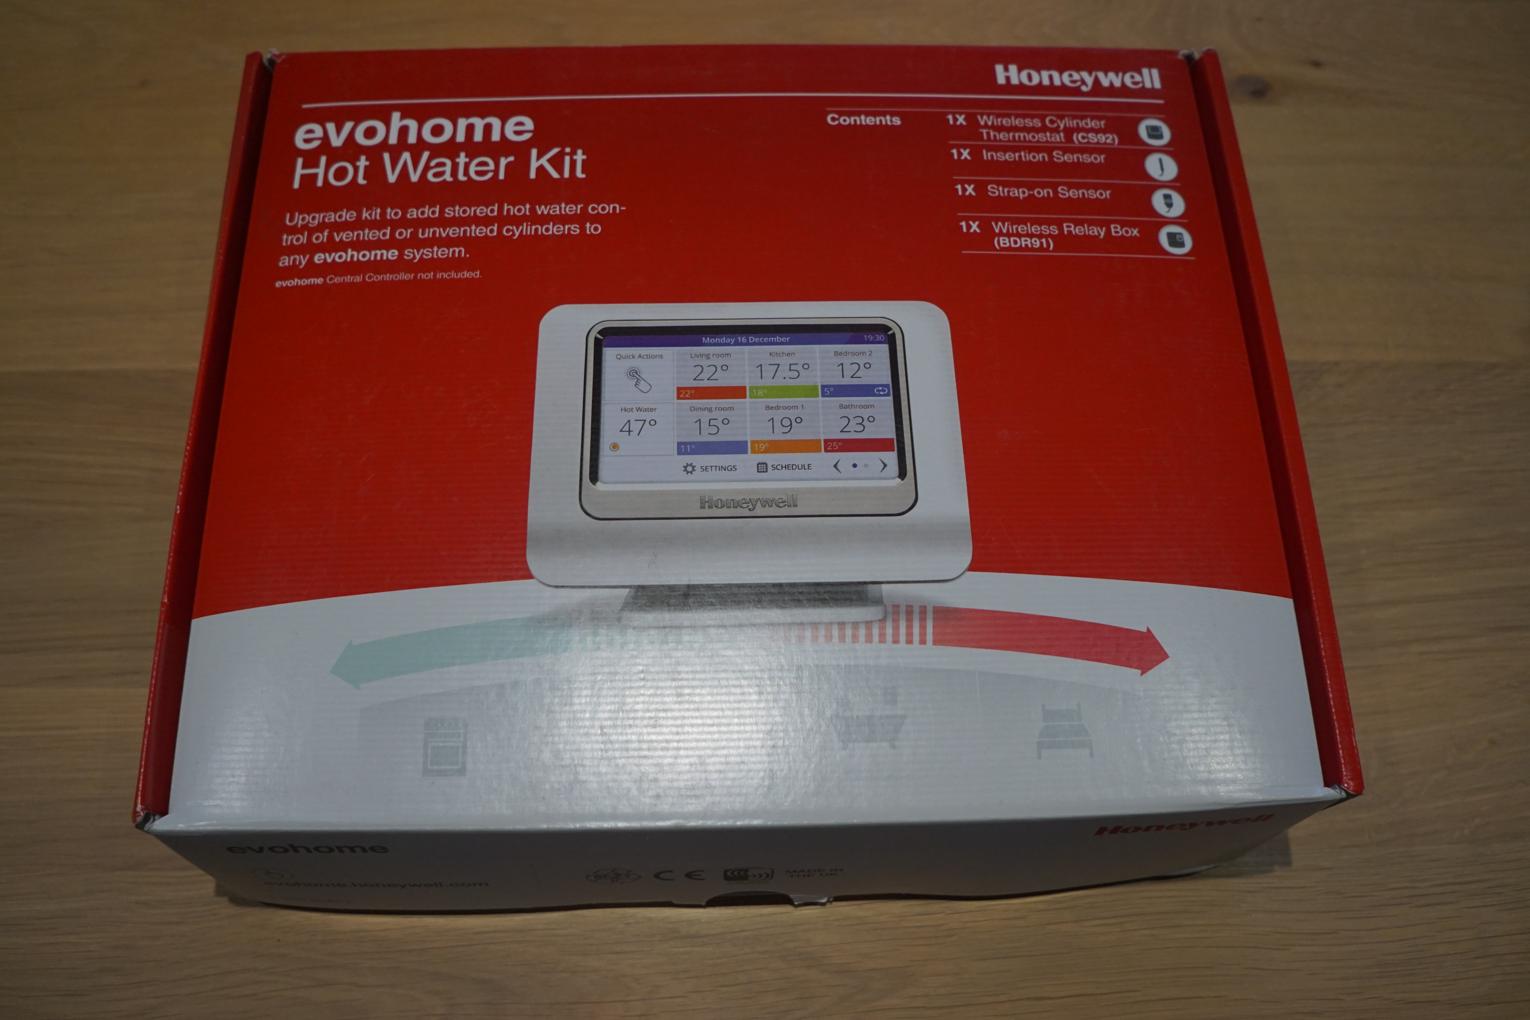 Honeywell
evohome
Hot Water Kit
Upgrade kit to add stored hot water con-
trol of vented or unvented cylinders to
any evohome system.
evohome Central Controller not included.
Contents
1X Wireless Cylinder
Thermostat (CS92)
1X Insertion Sensor
1X Strap-on Sensor
1X Wireless Relay Box
(BDR91)
Monday 16 December 19:30
Quick Actions
Living room
22°
22°
Kitchen
17.5°
18°
Bedroom 2
12°
5°
Hot Water
47°
Dining room
15°
11°
Bedroom 1
19°
19°
Bathroom
23°
25°
SETTINGS
SCHEDULE
Honeywell
evohome
evohome.honeywell.com
CE
MADE IN
THE UK
Honeywell